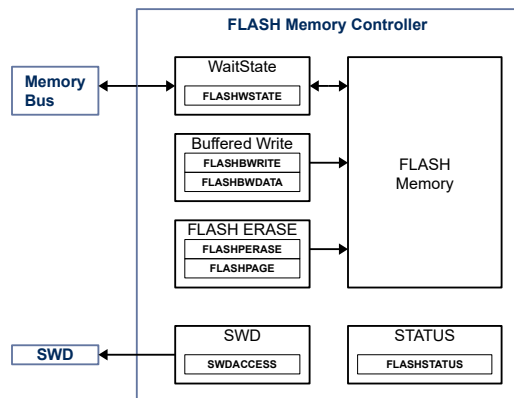 FLASH Memory Controller
WaitState
FLASHWSTATE
Memory
Bus
Buffered Write
FLASHBWRITE
FLASHBWDATA
FLASH
Memory
FLASH ERASE
FLASHPERASE
FLASHPAGE
SWD
SWD
SWDACCESS
STATUS
FLASHSTATUS